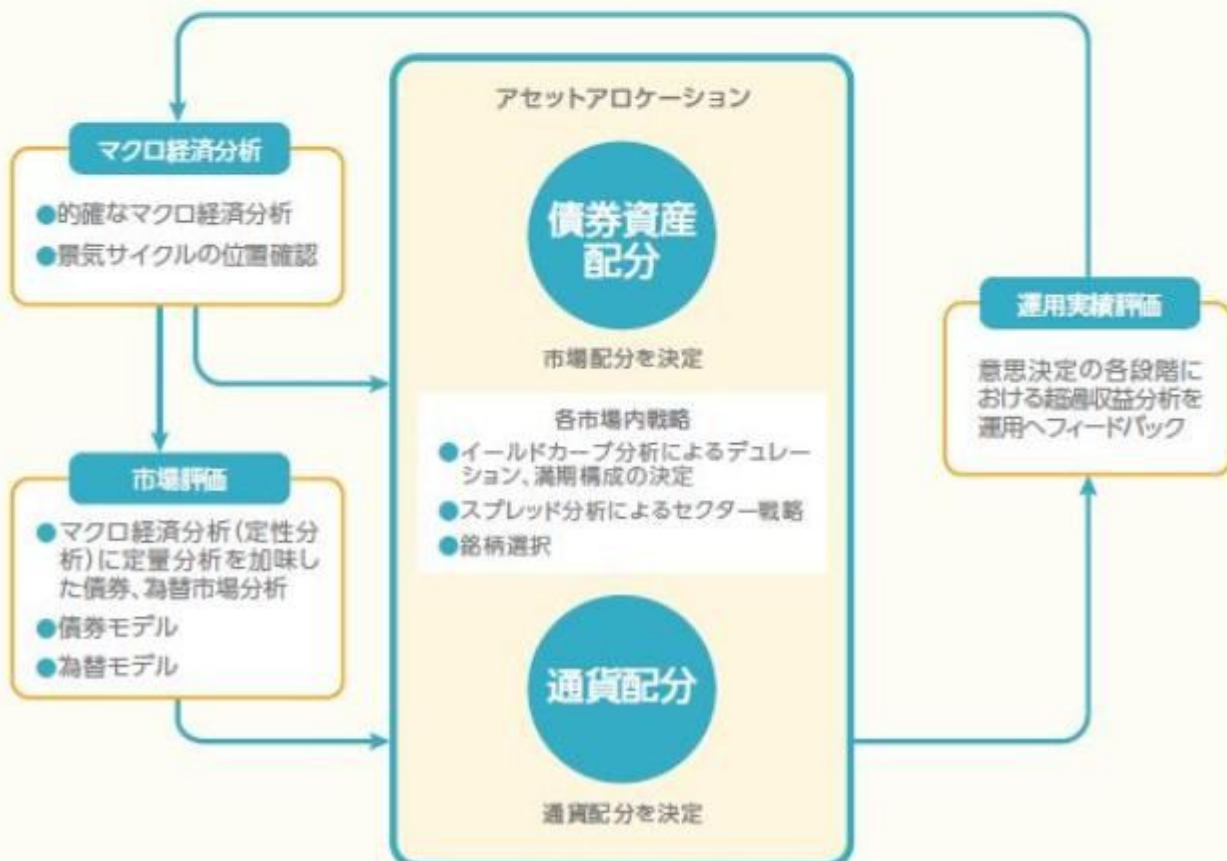 アセットアロケーション
マクロ経済分析
●的確なマクロ経済分析
●景気サイクルの位置確認
債券資産
配分
市場配分を決定
各市場内戦略
●イールドカーブ分析によるデュレー
ション、満期構成の決定
●スプレッド分析によるセクター戦略
●銘柄選択
市場評価
●マクロ経済分析(定性分
析)に定量分析を加味し
た債券、為替市場分析
●債券モデル
●為替モデル
通貨配分
通貨配分を決定
運用実績評価
意思決定の各段階に
おける超過収益分析を
運用へフィードバック